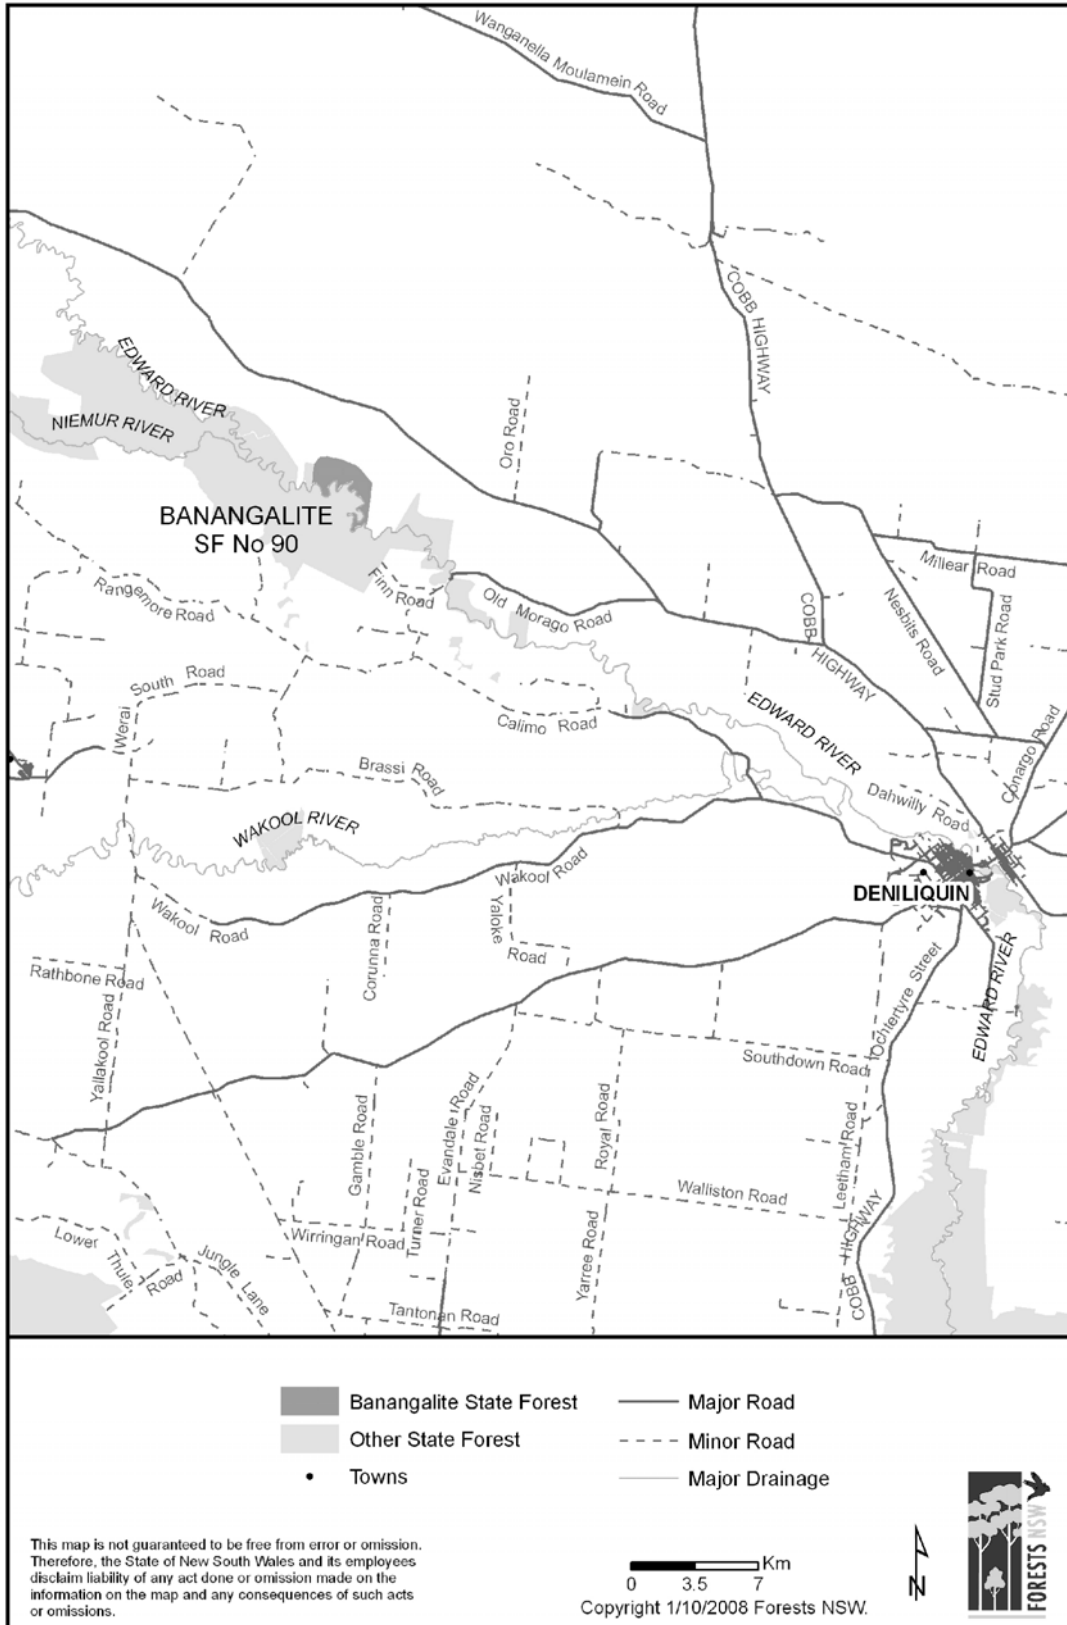 Wanganella Moulamein Road
COBB HIGHWAY
EDWARD RIVER
NIEMUR RIVER
Oro Road
BANANGALITE
SF No 90
Millear Road
Rangemore Road
Finn Road
Old Morago Road
COBB HIGHWAY
Nesbits Road
Stud Park Road
South Road
Werai
Calimo Road
EDWARD RIVER
Conargo Road
Brassi Road
Dahwilly Road
WAKOOL RIVER
Wakool Road
DENILIQUIN
Wakool Road
Corunna Road
Yaloke
Road
Rathbone Road
Ochtertyre Street
EDWARD RIVER
Yallakool Road
Southdown Road
Gamble Road
Evandale Road
Nisbet Road
Royal Road
Leetham Road
Walliston Road
Turner Road
Wirringan Road
Yarree Road
COBB HIGHWAY
Lower Thule Road
Jungle Lane
Tantonan Road
Banangalite State Forest
Major Road
Other State Forest
Minor Road
Towns
Major Drainage
This map is not guaranteed to be free from error or omission.
Therefore, the State of New South Wales and its employees
disclaim liability of any act done or omission made on the
information on the map and any consequences of such acts
or omissions.
Km
0 3.5 7
Copyright 1/10/2008 Forests NSW.
N
FORESTS NSW